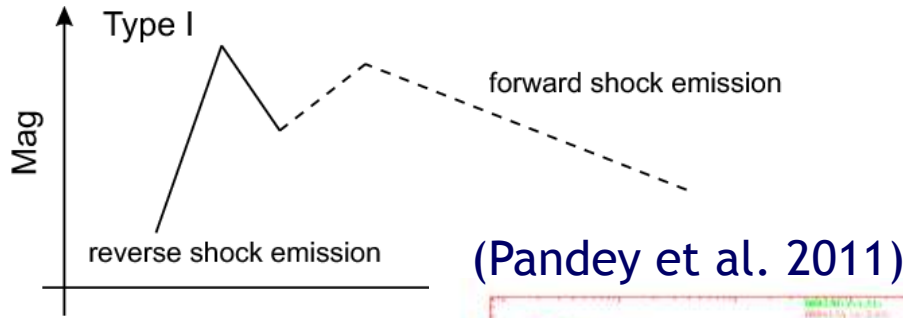 Type I
Mag
forward shock emission
reverse shock emission
(Pandey et al. 2011)